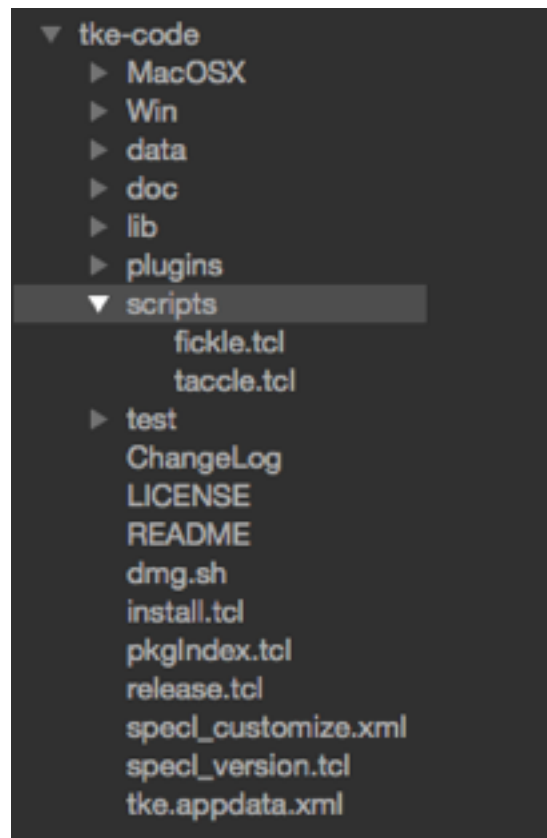 tke-code
MacOSX
Win
data
doc
lib
plugins
scripts
fickle.tcl
taccle.tcl
test
ChangeLog
LICENSE
README
dmg.sh
install.tcl
pkgIndex.tcl
release.tcl
specl_customize.xml
specl_version.tcl
tke.appdata.xml